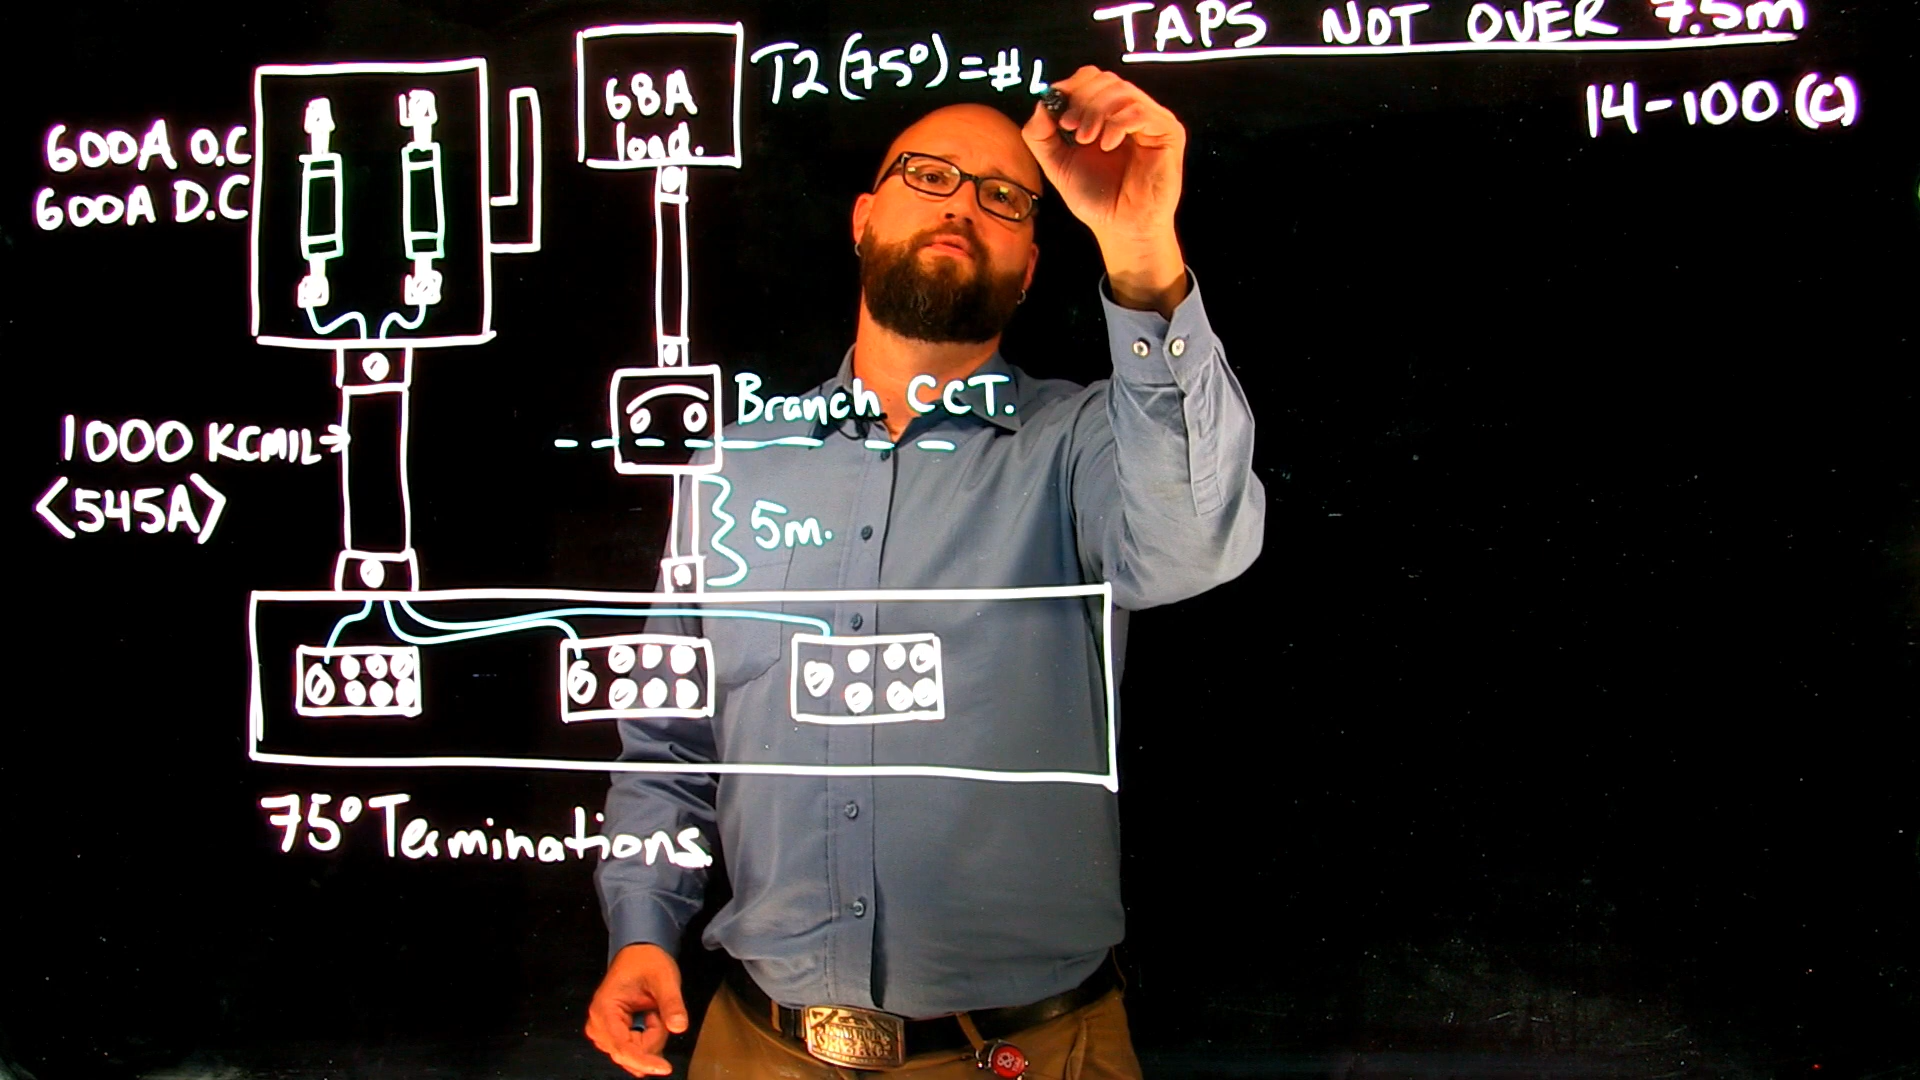 TAPS NOT OVER 7.5m
14-100 (C)
68A
load.
T2 (75°) = #
600A O.C
600A D.C
Branch CCT.
1000 KCMIL →
<545A>
5m.
75° Terminations.